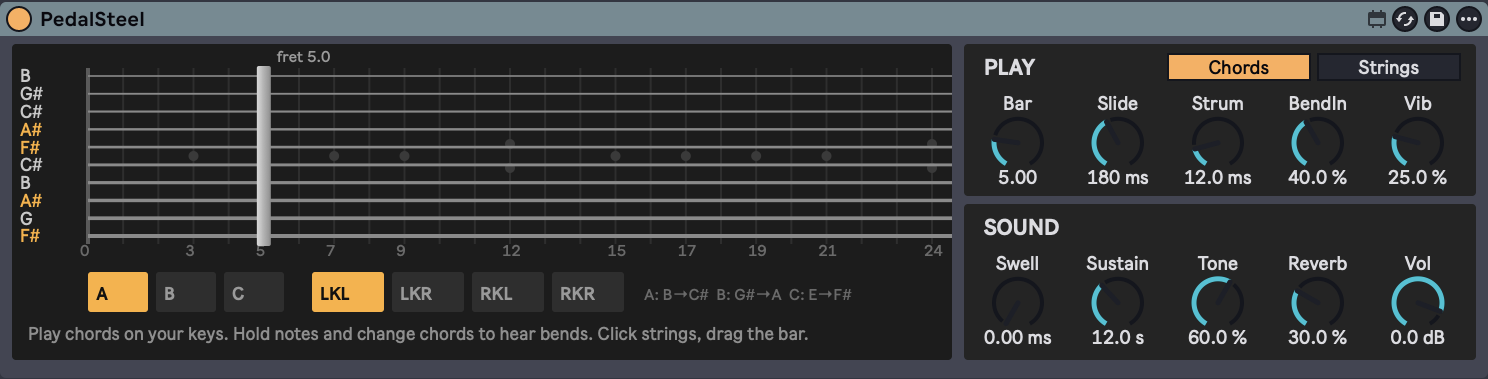 PedalSteel
fret 5.0
B
G#
C#
A#
F#
C#
B
A#
G
F#
0 3 5 7 9 12 15 17 19 21 24
A B C LKL LKR RKL RKR A: B→C# B: G#→A C: E→F#
Play chords on your keys. Hold notes and change chords to hear bends. Click strings, drag the bar.
PLAY Chords Strings
Bar Slide Strum BendIn Vib
5.00 180 ms 12.0 ms 40.0 % 25.0 %
SOUND
Swell Sustain Tone Reverb Vol
0.00 ms 12.0 s 60.0 % 30.0 % 0.0 dB